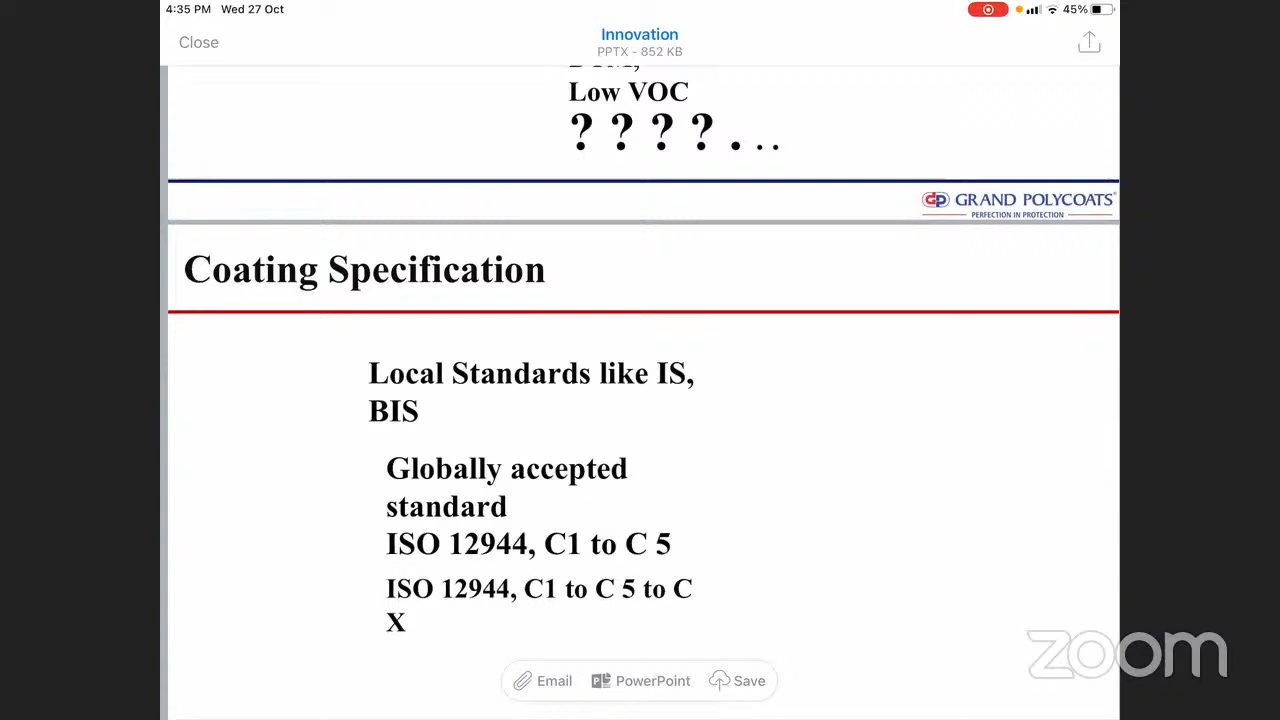 4:35 PM Wed 27 Oct
45%
Close
Innovation
PPTX - 852 KB
Low VOC
? ? ? ? . . .
GRAND POLYCOATS
PERFECTION IN PROTECTION
Coating Specification
Local Standards like IS,
BIS
Globally accepted
standard
ISO 12944, C1 to C 5
ISO 12944, C1 to C 5 to C
X
zoom
Email PowerPoint Save